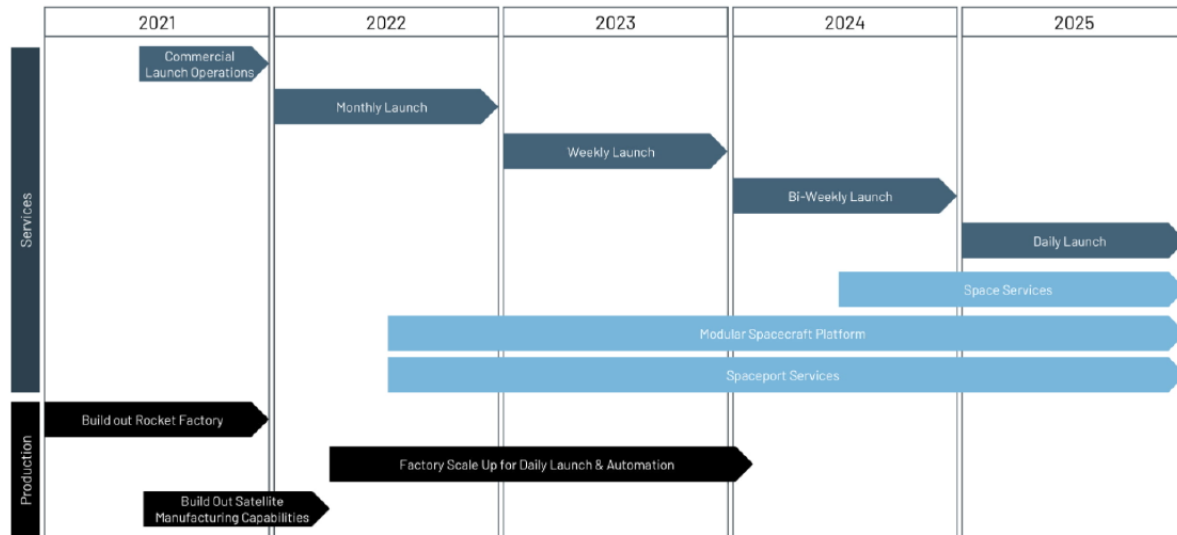 2021
2022
2023
2024
2025
Services
Commercial
Launch Operations
Monthly Launch
Weekly Launch
Bi-Weekly Launch
Daily Launch
Space Services
Modular Spacecraft Platform
Spaceport Services
Production
Build out Rocket Factory
Factory Scale Up for Daily Launch & Automation
Build Out Satellite
Manufacturing Capabilities